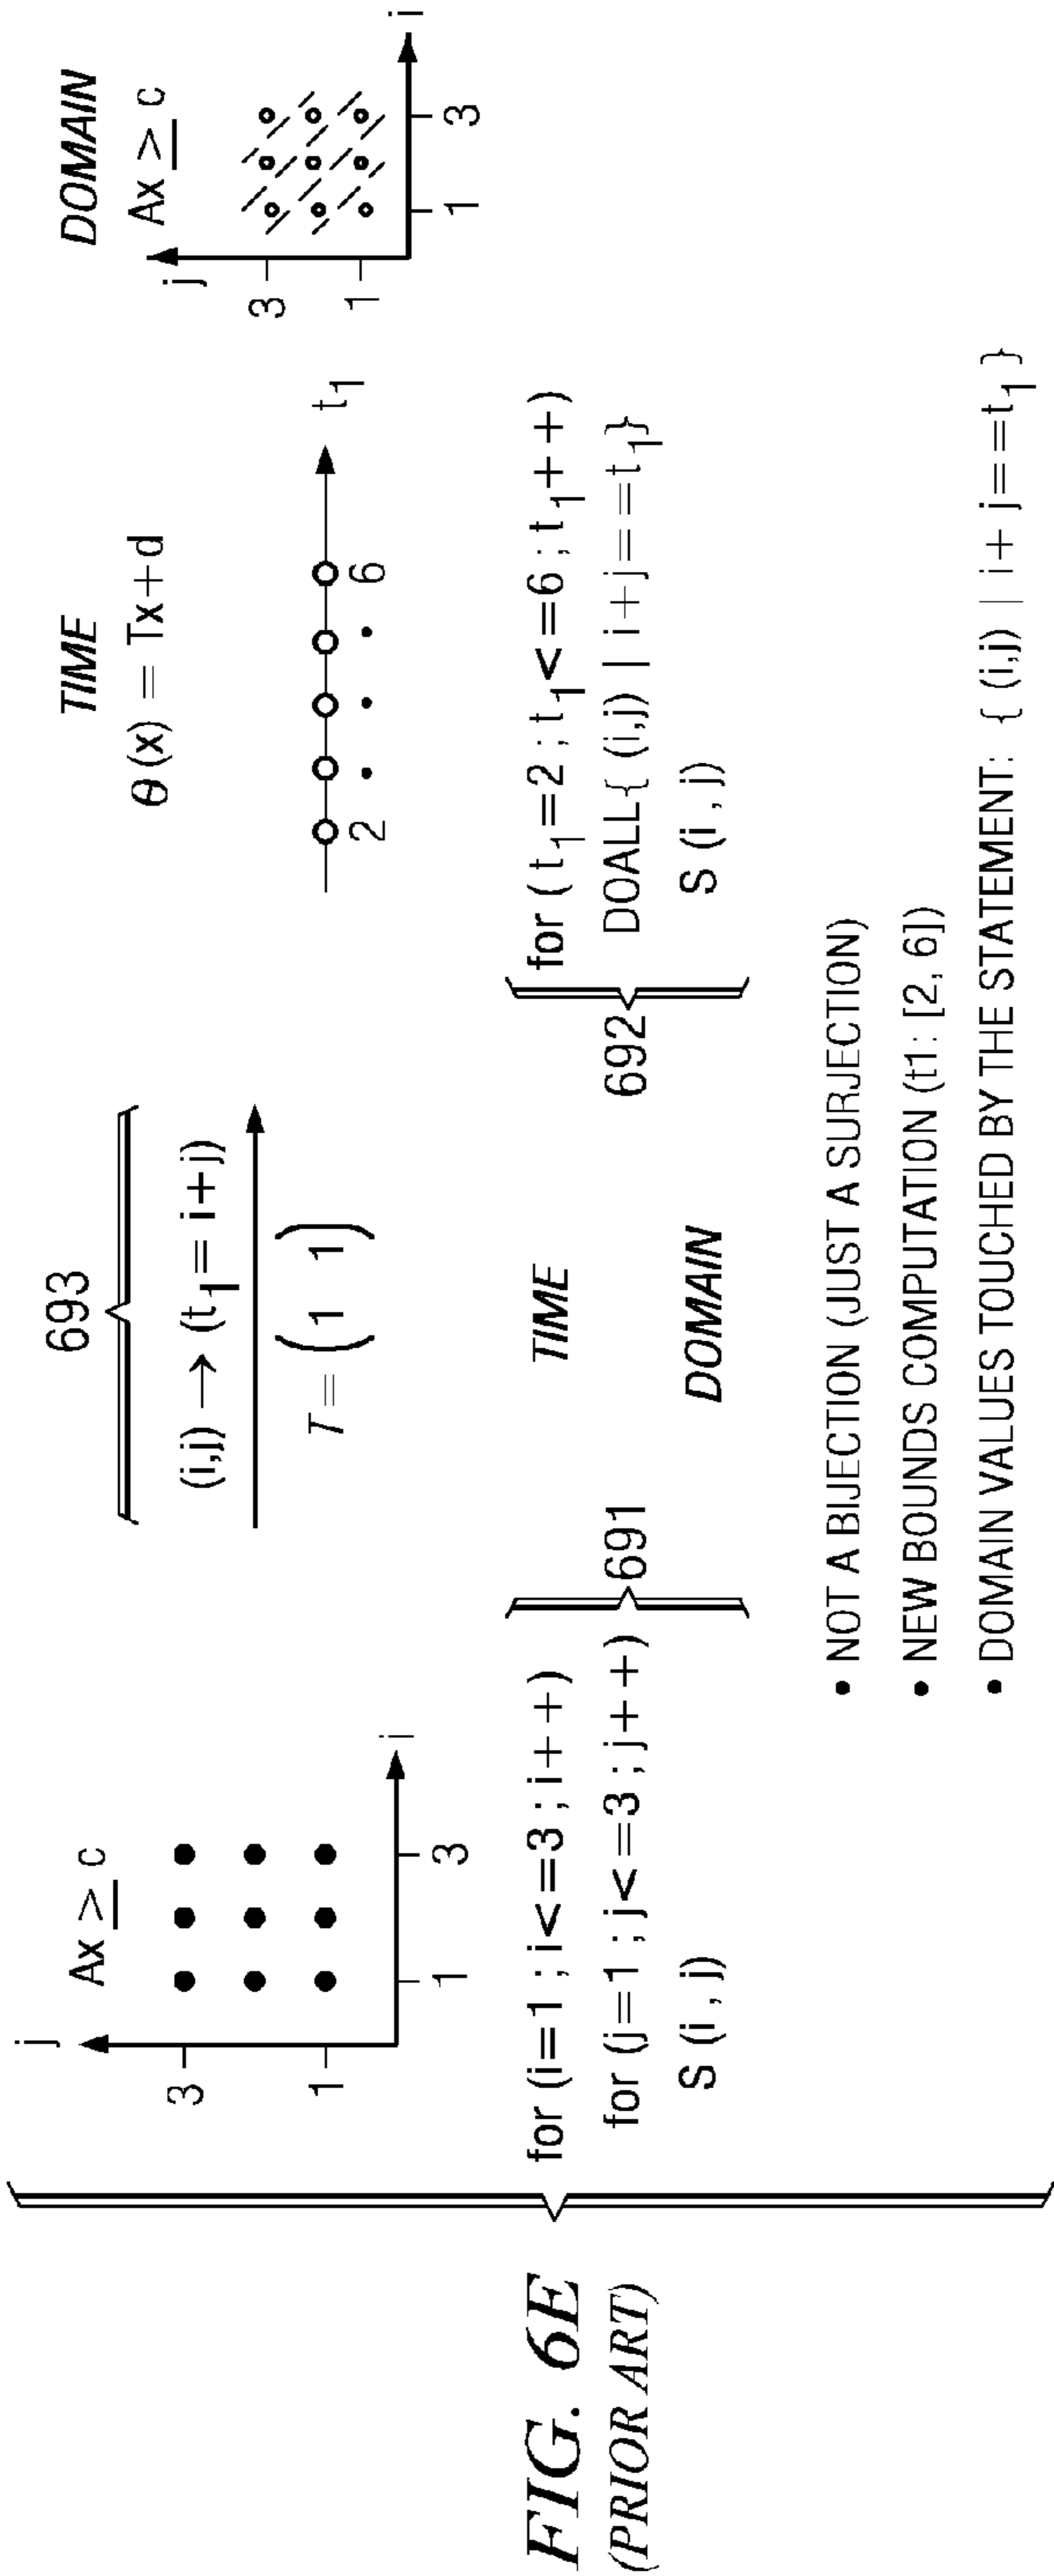 FIG. 6E
(PRIOR ART)
j
Ax ≥ c
3
1
1 3
i
for (i=1 ; i<=3 ; i++)
for (j=1 ; j<=3 ; j++)
S (i , j)
691
693
(i,j) → (t₁= i+j)
T = (1 1)
TIME
DOMAIN
TIME
θ (x) = Tx+d
2 • • • 6
t₁
692
for ( t₁=2 ; t₁<=6 ; t₁++)
DOALL{ (i,j) | i+j==t₁}
S (i , j)
DOMAIN
Ax ≥ c
j
3
1
1 3
i
• NOT A BIJECTION (JUST A SURJECTION)
• NEW BOUNDS COMPUTATION (t1: [2, 6])
• DOMAIN VALUES TOUCHED BY THE STATEMENT: { (i,j) | i+ j==t₁ }